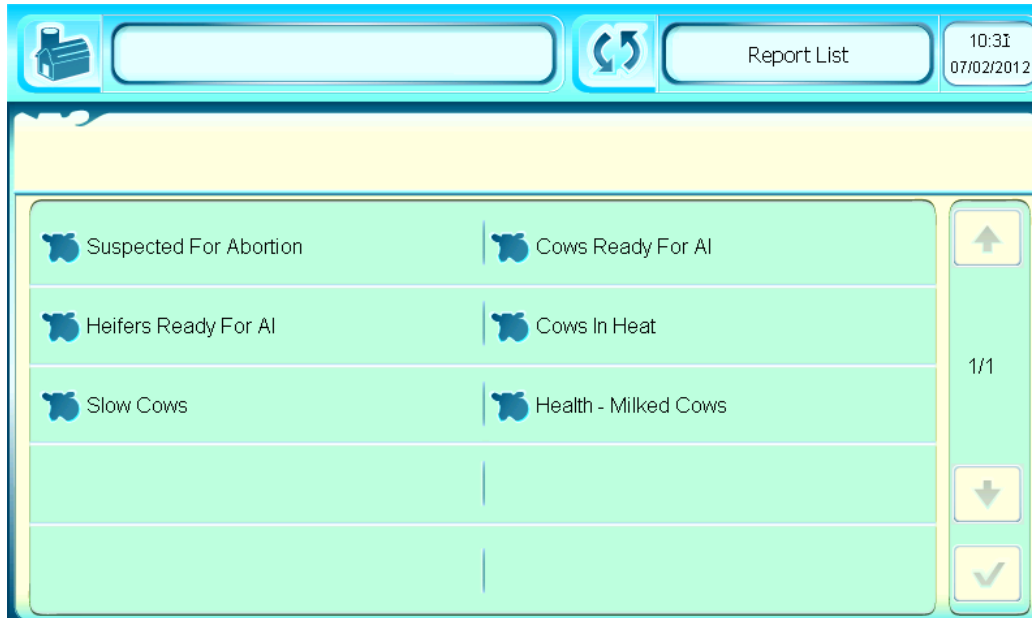 Report List
10:31
07/02/2012
Suspected For Abortion
Cows Ready For AI
Heifers Ready For AI
Cows In Heat
1/1
Slow Cows
Health - Milked Cows